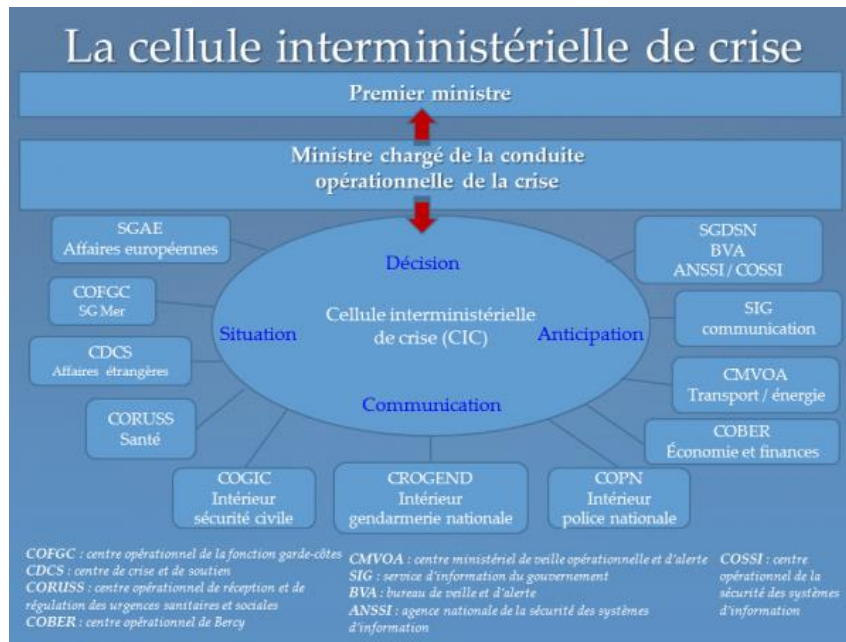 La cellule interministérielle de crise
Premier ministre
Ministre chargé de la conduite
opérationnelle de la crise
SGAE
Affaires européennes
COFGC
SG Mer
CDCS
Affaires étrangères
CORUSS
Santé
Décision
Situation
Cellule interministérielle
de crise (CIC)
Anticipation
Communication
SGDSN
BVA
ANSSI / COSSI
SIG
communication
CMVOA
Transport / énergie
COBER
Économie et finances
COGIC
Intérieur
sécurité civile
CROGEND
Intérieur
gendarmerie nationale
COPN
Intérieur
police nationale
COFGC : centre opérationnel de la fonction garde-côtes
CDCS : centre de crise et de soutien
CORUSS : centre opérationnel de réception et de
régulation des urgences sanitaires et sociales
COBER : centre opérationnel de Bercy
CMVOA : centre ministériel de veille opérationnelle et d'alerte
SIG : service d'information du gouvernement
BVA : bureau de veille et d'alerte
ANSSI : agence nationale de la sécurité des systèmes
d'information
COSSI : centre
opérationnel de la
sécurité des systèmes
d'information